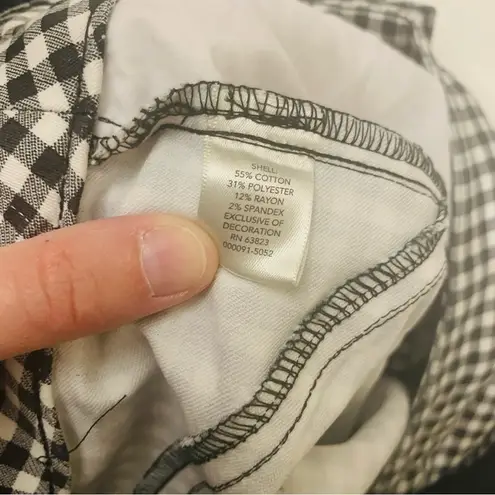 SHELL:
55% COTTON
31% POLYESTER
12% RAYON
2% SPANDEX
EXCLUSIVE OF
DECORATION
RN 63823
000091-5052